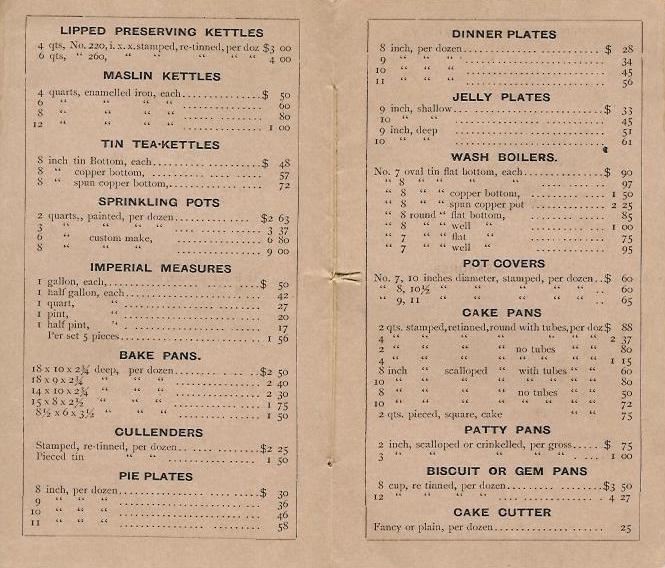 LIPPED PRESERVING KETTLES
4 qts, No. 220, i. x. x. stamped, re-tinned, per doz $3 00
6 qts, " 260, " " " " " 4 00
MASLIN KETTLES
4 quarts, enamelled iron, each........$ 50
6 " " " " ........ 60
8 " " " " ........ 80
12 " " " " ........ 1 00
TIN TEA-KETTLES
8 inch tin Bottom, each........$ 48
8 " copper bottom, ........ 57
8 " spun copper bottom,........ 72
SPRINKLING POTS
2 quarts,, painted, per dozen........$2 63
3 " " " " ........ 3 37
6 " custom make, ........ 6 80
8 " ........ 9 00
IMPERIAL MEASURES
1 gallon, each,........$ 50
1 half gallon, each........ 42
1 quart, " ........ 27
1 pint, " ........ 20
1 half pint, " ........ 17
Per set 5 pieces........ 1 56
BAKE PANS.
18 x 10 x 2¾ deep, per dozen........$2 50
18 x 9 x 2¾ " " " ........ 2 40
14 x 10 x 2¾ " " " ........ 2 30
15 x 8 x 2½ " " " ........ 1 75
8½ x 6 x 3½ " " " ........ 1 50
CULLENDERS
Stamped, re-tinned, per dozen........$2 25
Pieced tin " " ........ 1 50
PIE PLATES
8 inch, per dozen........$ 30
9 " " " ........ 36
10 " " " ........ 46
11 " " " ........ 58
DINNER PLATES
8 inch, per dozen........$ 28
9 " " " ........ 34
10 " " " ........ 45
11 " " " ........ 56
JELLY PLATES
9 inch, shallow........$ 33
10 " " ........ 45
9 inch, deep ........ 51
10 " " ........ 61
WASH BOILERS.
No. 7 oval tin flat bottom, each........$ 90
" 8 " " " " ........ 97
" 8 " " copper bottom, ........ 1 50
" 8 " " spun copper pot ........ 2 25
" 8 round " flat bottom, ........ 85
" 8 " " well " ........ 1 00
" 7 " " flat " ........ 75
" 7 " " well " ........ 95
POT COVERS
No. 7, 10 inches diameter, stamped, per dozen..$ 60
" 8, 10½ " " " " " .. 60
" 9, 11 " " " " " .. 65
CAKE PANS
2 qts. stamped, retinned, round with tubes, per doz $ 88
4 " " " " " " 2 37
2 " " " no tubes " 80
4 " " " " " 1 15
8 inch " scalloped " with tubes " " 60
10 " " " " " " " 80
8 " " " " no tubes " " 50
10 " " " " " " " 72
2 qts. pieced, square, cake " " 75
PATTY PANS
2 inch, scalloped or crinkelled, per gross......$ 75
3 " " " " " ........ 1 00
BISCUIT OR GEM PANS
8 cup, re tinned, per dozen........$3 50
12 " " " " ........ 4 27
CAKE CUTTER
Fancy or plain, per dozen........ 25